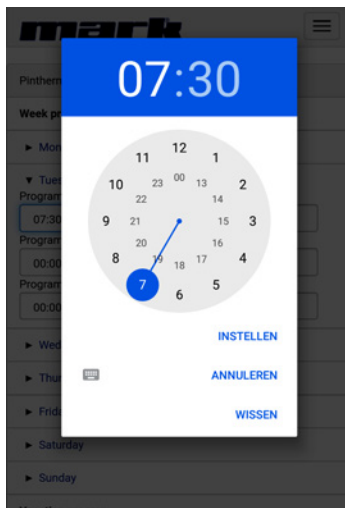 mark
Pintherm
Week pr
07:30
► Mon
▼ Tues
Program
07:30
Program
00:00
Program
00:00
► Wed
► Thur
► Frida
► Saturday
► Sunday
12
11 1
00
23 13
10 2
22 14
9 21 15 3
20 16
8 4
19 17
18
7 5
6
INSTELLEN
ANNULEREN
WISSEN